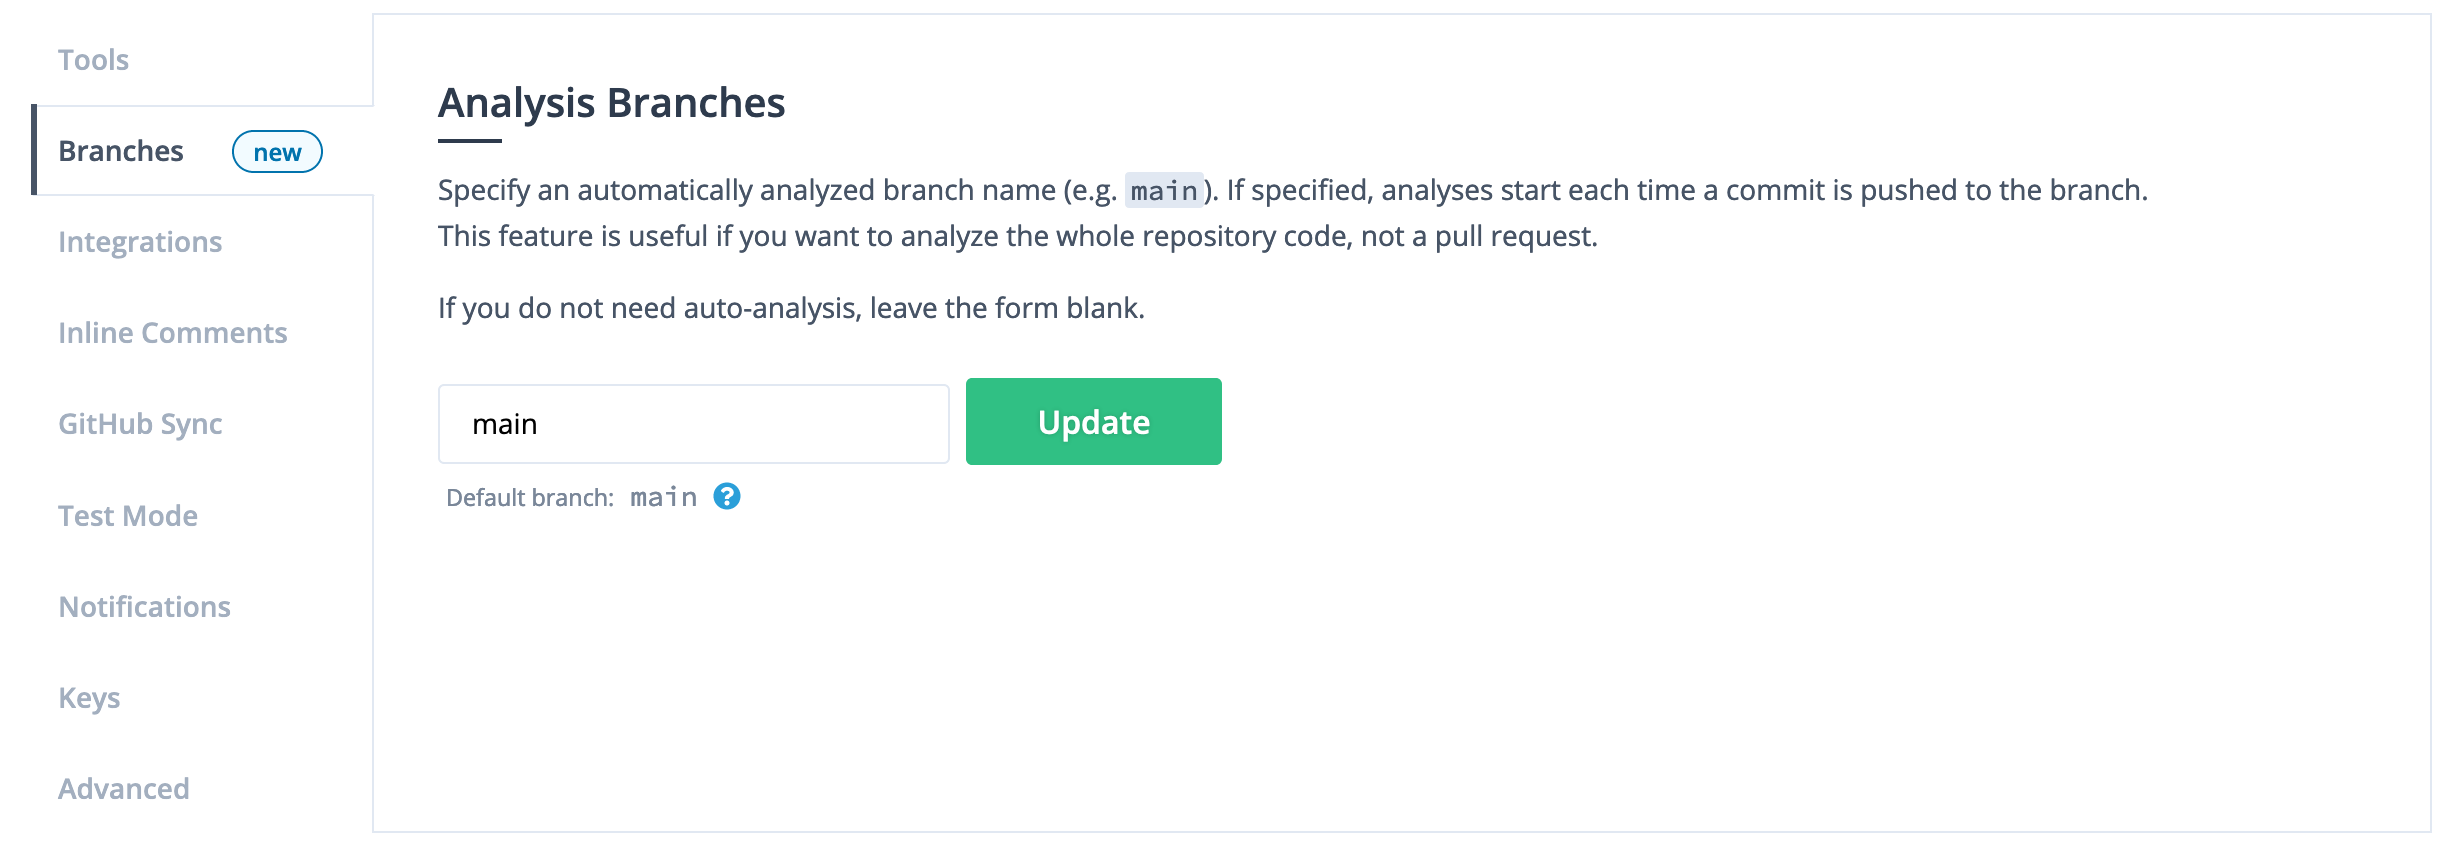 Tools
Branches new
Integrations
Inline Comments
GitHub Sync
Test Mode
Notifications
Keys
Advanced
Analysis Branches
Specify an automatically analyzed branch name (e.g. main). If specified, analyses start each time a commit is pushed to the branch.
This feature is useful if you want to analyze the whole repository code, not a pull request.
If you do not need auto-analysis, leave the form blank.
main Update
Default branch: main ?